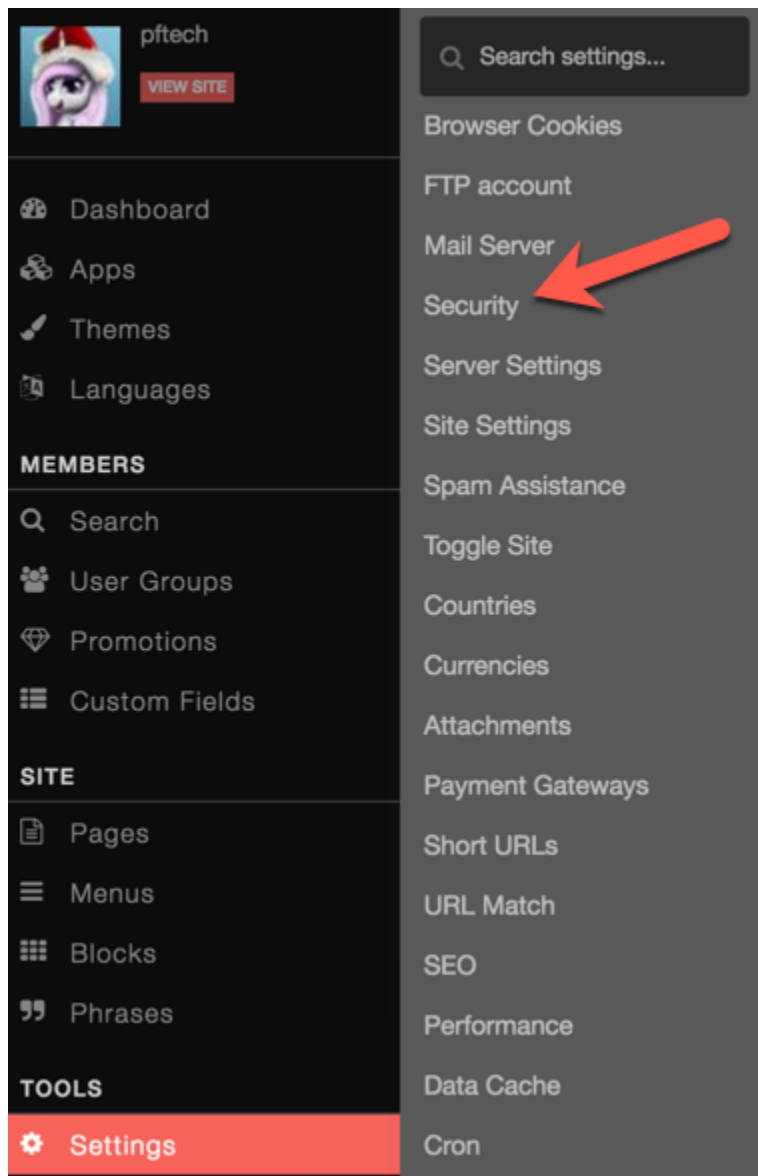 pftech
VIEW SITE
Dashboard
Apps
Themes
Languages
MEMBERS
Search
User Groups
Promotions
Custom Fields
SITE
Pages
Menus
Blocks
Phrases
TOOLS
Settings
Search settings...
Browser Cookies
FTP account
Mail Server
Security
Server Settings
Site Settings
Spam Assistance
Toggle Site
Countries
Currencies
Attachments
Payment Gateways
Short URLs
URL Match
SEO
Performance
Data Cache
Cron